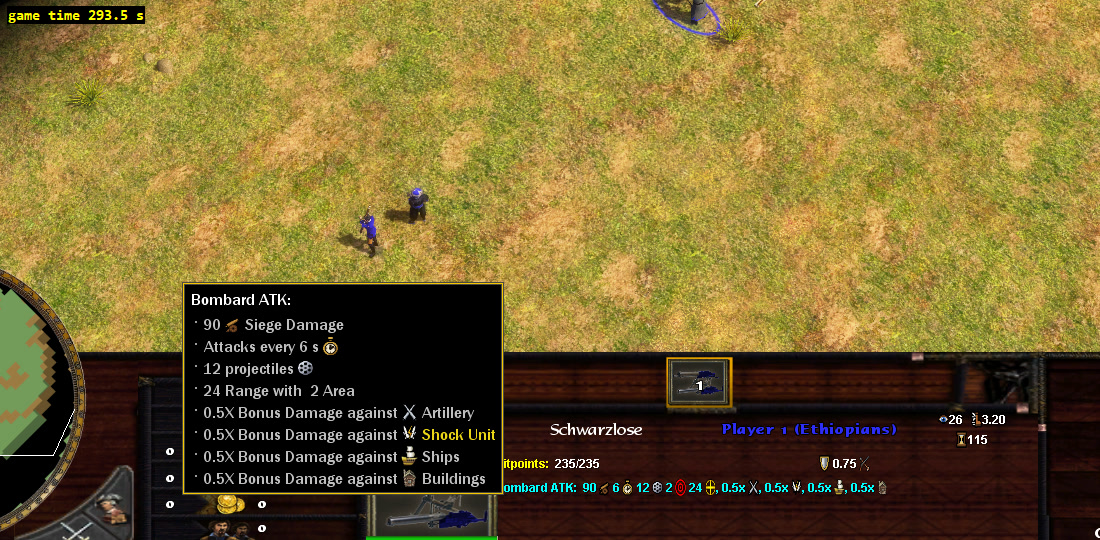 game time 293.5 s
Bombard ATK:
· 90 Siege Damage
· Attacks every 6 s
· 12 projectiles
· 24 Range with 2 Area
· 0.5X Bonus Damage against Artillery
· 0.5X Bonus Damage against Shock Unit
· 0.5X Bonus Damage against Ships
· 0.5X Bonus Damage against Buildings
1
Schwarzlose
Player 1 (Ethiopians)
26 3.20
115
itpoints: 235/235
0.75
ombard ATK: 90 6 12 2 24 , 0.5x , 0.5x , 0.5x , 0.5x
0
0
0 0
0